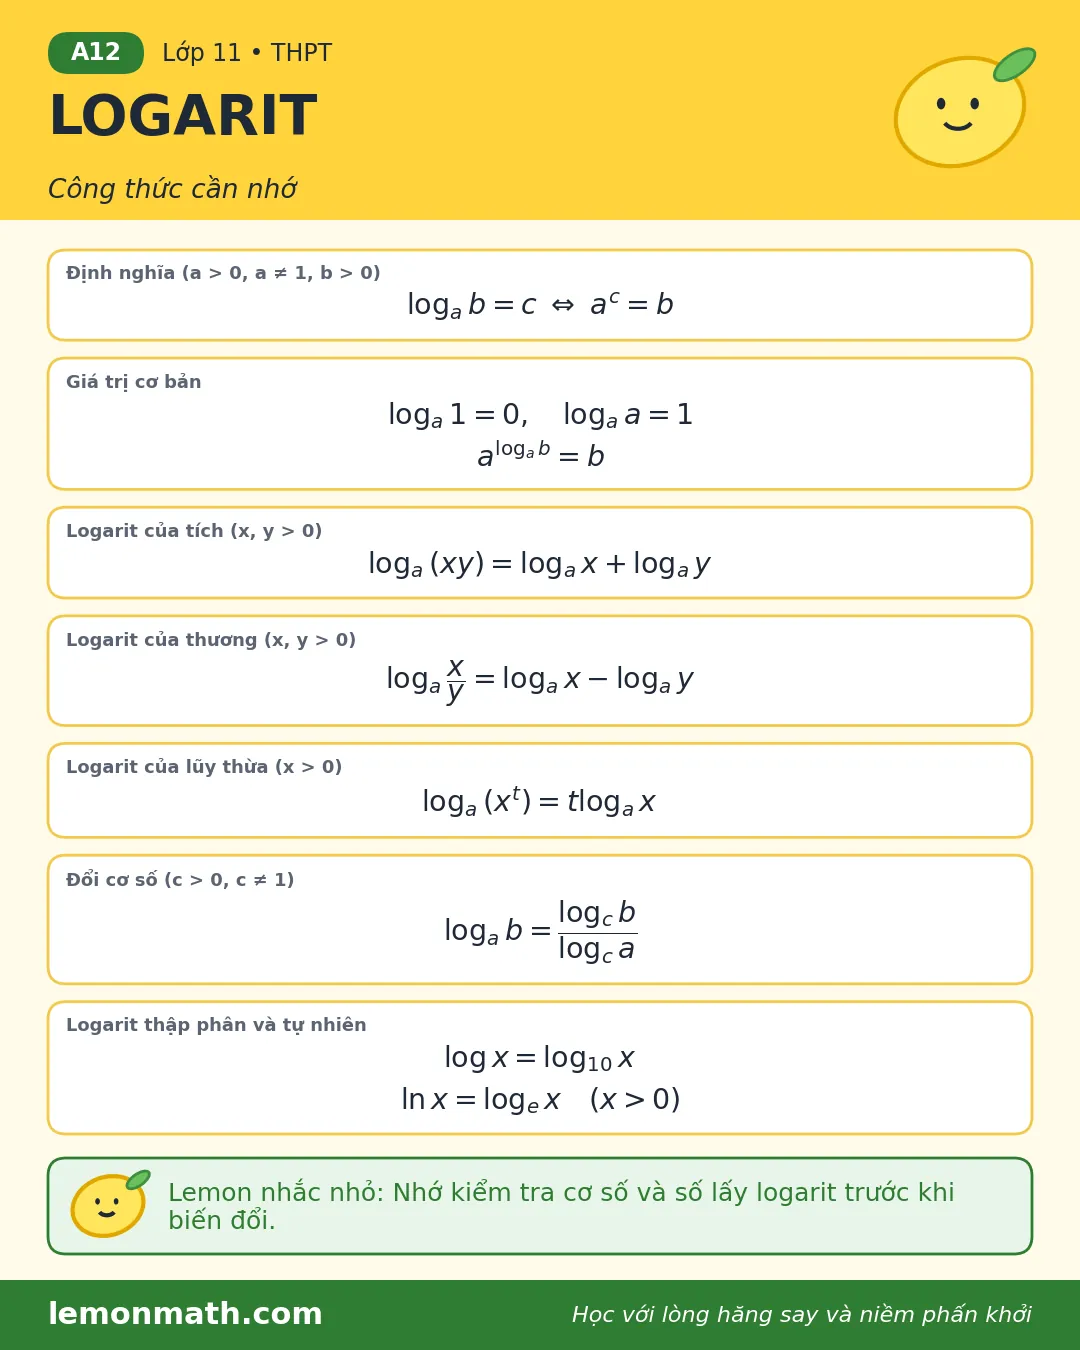 A12 Lớp 11 • THPT
LOGARIT
Công thức cần nhớ
Định nghĩa (a > 0, a ≠ 1, b > 0)
logₐ b = c ⇔ aᶜ = b
Giá trị cơ bản
logₐ 1 = 0, logₐ a = 1
a^(logₐ b) = b
Logarit của tích (x, y > 0)
logₐ (xy) = logₐ x + logₐ y
Logarit của thương (x, y > 0)
logₐ x/y = logₐ x − logₐ y
Logarit của lũy thừa (x > 0)
logₐ (xᵗ) = t logₐ x
Đổi cơ số (c > 0, c ≠ 1)
log_a b = log_c b / log_c a
Logarit thập phân và tự nhiên
log x = log₁₀ x
ln x = logₑ x (x > 0)
Lemon nhắc nhỏ: Nhớ kiểm tra cơ số và số lấy logarit trước khi
biến đổi.
lemonmath.com Học với lòng hăng say và niềm phấn khởi